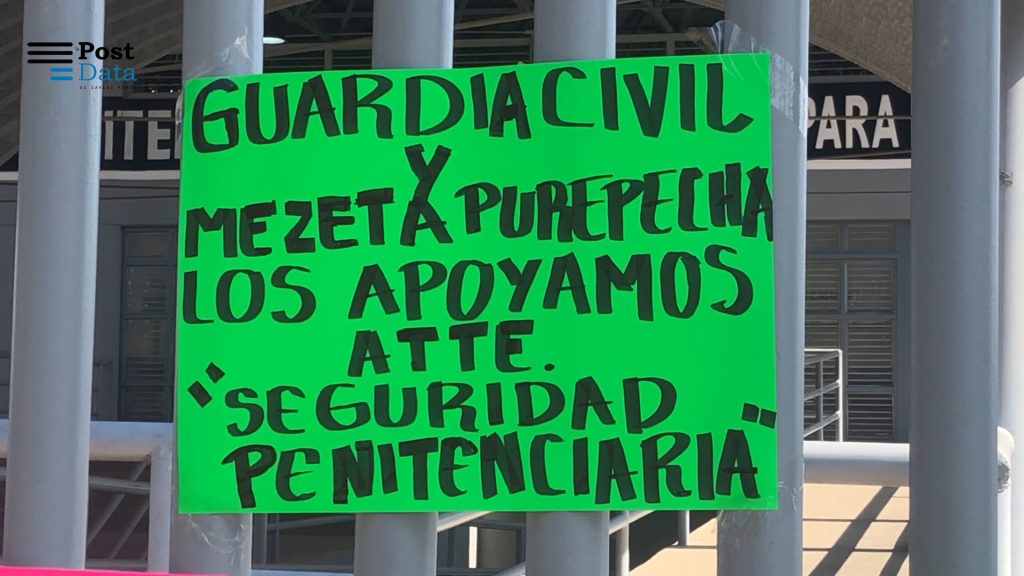 Post
Data
GUARDIA CIVIL
Y
MEZETA PUREPECHA
LOS APOYAMOS
ATTE.
"SEGURIDAD
PENITENCIARIA"
PARA